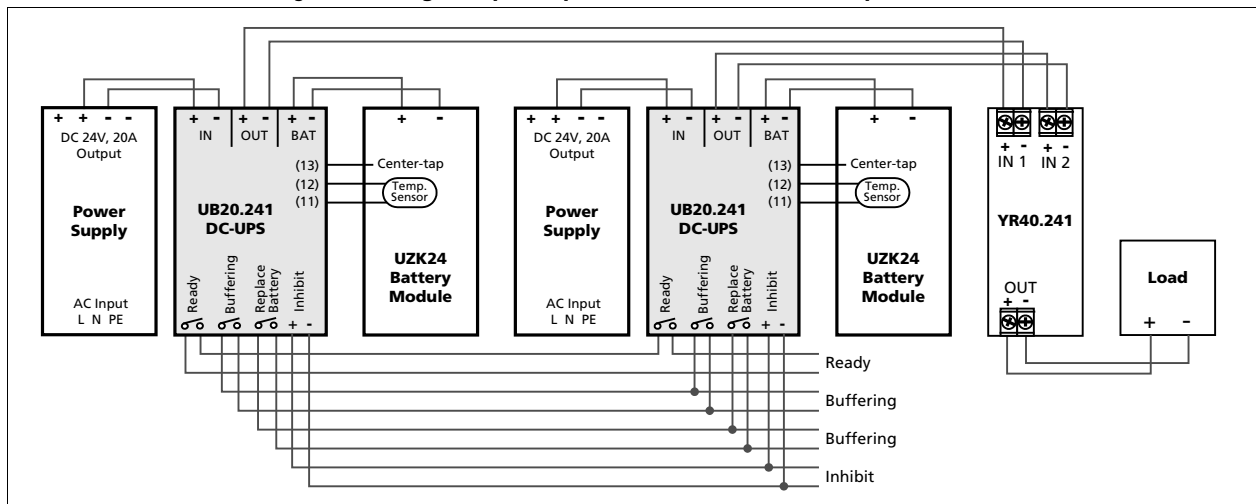 + + - -
DC 24V, 20A
Output
Power
Supply
AC Input
L N PE
+ - + - + -
IN OUT BAT
(13)
(12)
(11)
UB20.241
DC-UPS
Ready
Buffering
Replace
Battery
Inhibit
+ -
+ -
Center-tap
Temp.
Sensor
UZK24
Battery
Module
+ + - -
DC 24V, 20A
Output
Power
Supply
AC Input
L N PE
+ - + - + -
IN OUT BAT
(13)
(12)
(11)
UB20.241
DC-UPS
Ready
Buffering
Replace
Battery
Inhibit
+ -
+ -
Center-tap
Temp.
Sensor
UZK24
Battery
Module
+ - + -
IN 1 IN 2
YR40.241
OUT
+ -
Load
+ -
Ready
Buffering
Buffering
Inhibit